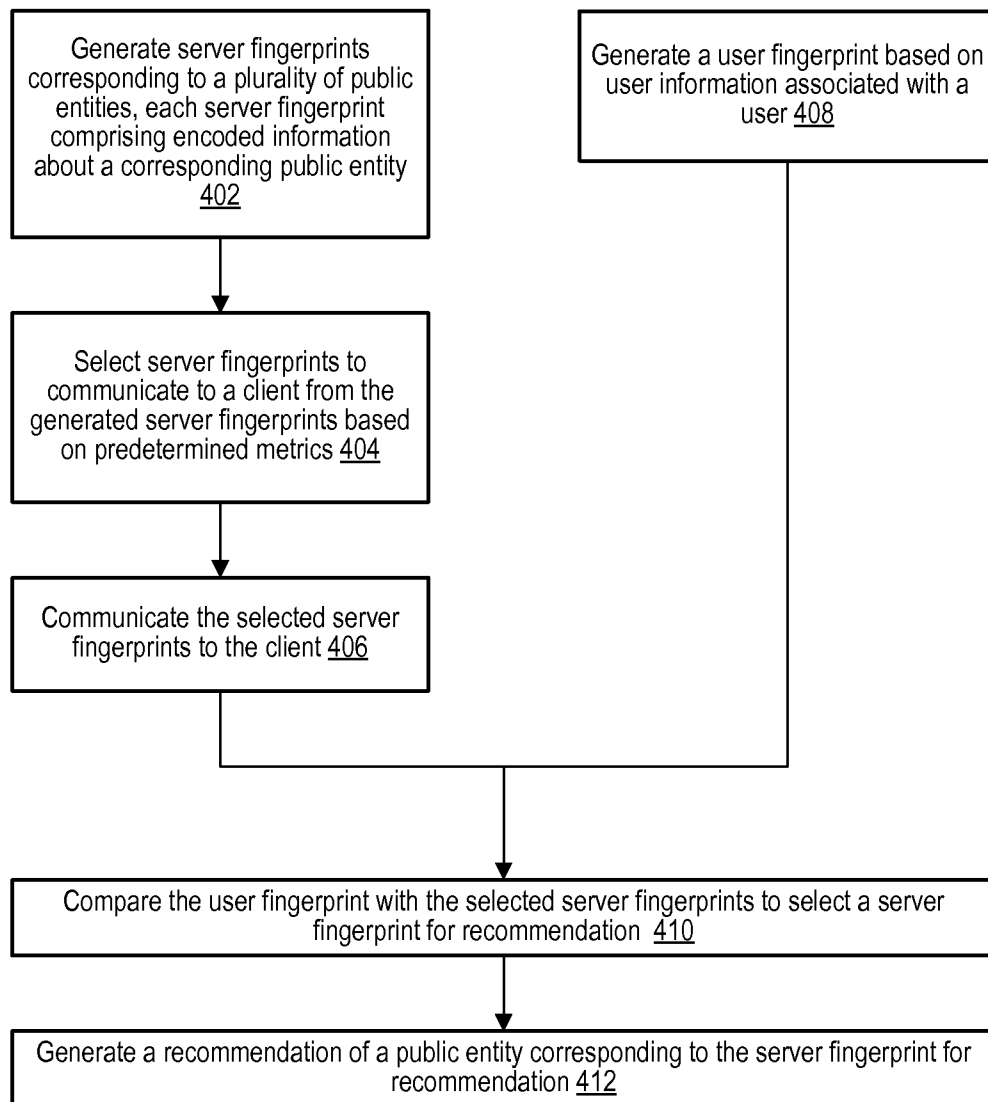 Generate server fingerprints
corresponding to a plurality of public
entities, each server fingerprint
comprising encoded information
about a corresponding public entity
402
Generate a user fingerprint based on
user information associated with a
user 408
Select server fingerprints to
communicate to a client from the
generated server fingerprints based
on predetermined metrics 404
Communicate the selected server
fingerprints to the client 406
Compare the user fingerprint with the selected server fingerprints to select a server
fingerprint for recommendation 410
Generate a recommendation of a public entity corresponding to the server fingerprint for
recommendation 412